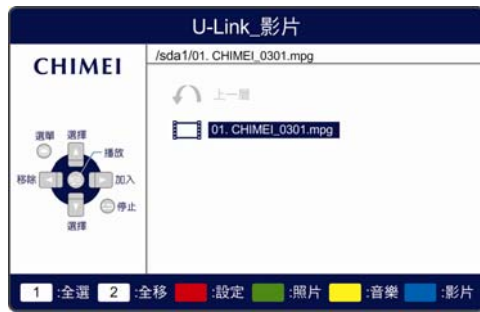 U-Link_影片
CHIMEI
/sda1/01. CHIMEI_0301.mpg
上一層
01. CHIMEI_0301.mpg
選單 選擇
播放
移除 加入
停止
選擇
1 :全選 2 :全移 :設定 :照片 :音樂 :影片